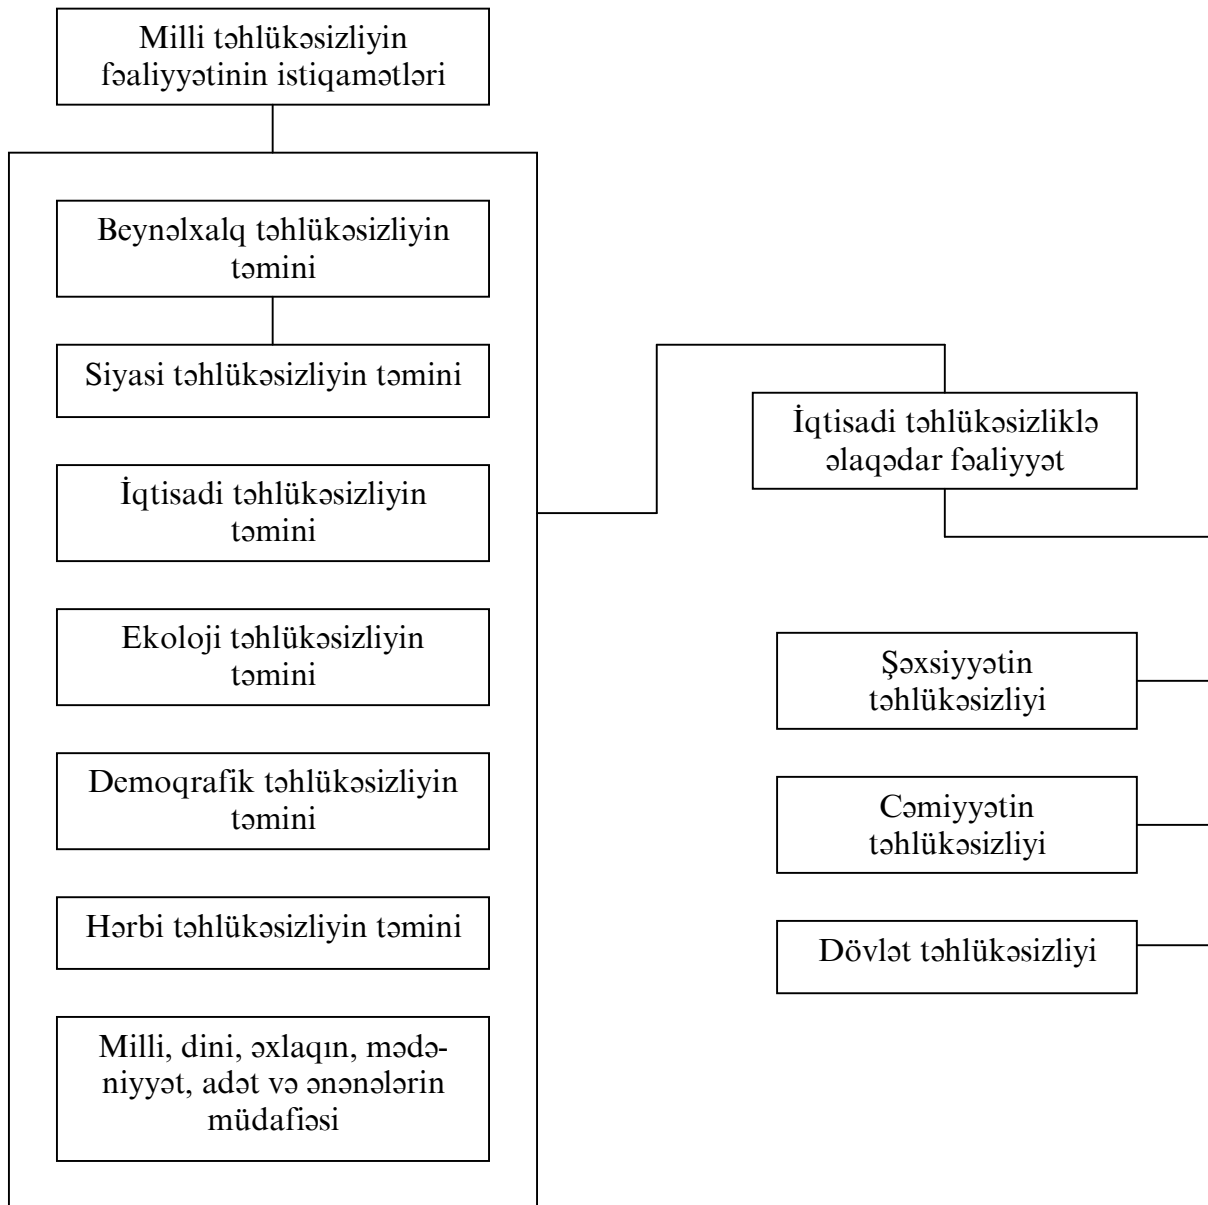 Milli təhlükəsizliyin
fəaliyyətinin istiqamətləri
Beynəlxalq təhlükəsizliyin
təmini
Siyasi təhlükəsizliyin təmini
İqtisadi təhlükəsizliyin
təmini
Ekoloji təhlükəsizliyin
təmini
Demoqrafik təhlükəsizliyin
təmini
Hərbi təhlükəsizliyin təmini
Milli, dini, əxlaqın, mədə-
niyyət, adət və ənənələrin
müdafiəsi
İqtisadi təhlükəsizliklə
əlaqədar fəaliyyət
Şəxsiyyətin
təhlükəsizliyi
Cəmiyyətin
təhlükəsizliyi
Dövlət təhlükəsizliyi